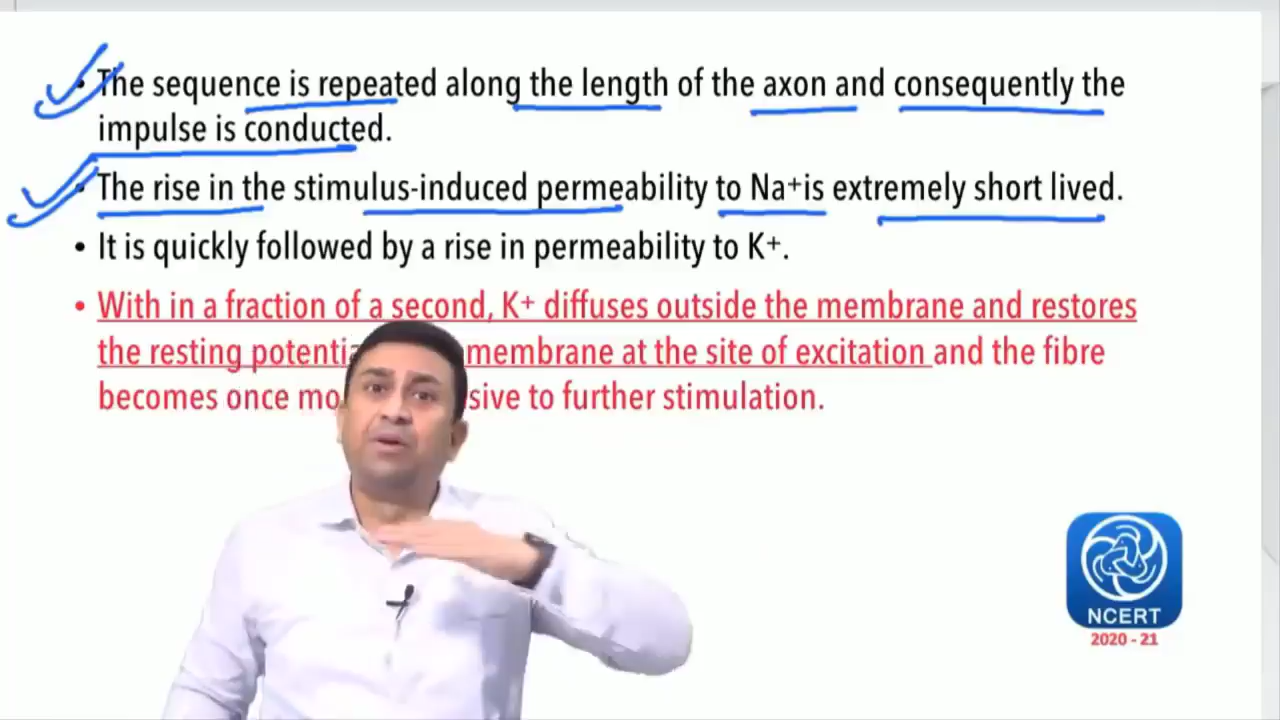 • The sequence is repeated along the length of the axon and consequently the
impulse is conducted.
• The rise in the stimulus-induced permeability to Na⁺is extremely short lived.
• It is quickly followed by a rise in permeability to K⁺.
• With in a fraction of a second, K⁺ diffuses outside the membrane and restores
the resting membrane at the site of excitation and the fibre
becomes once to further stimulation.
NCERT
2020 - 21